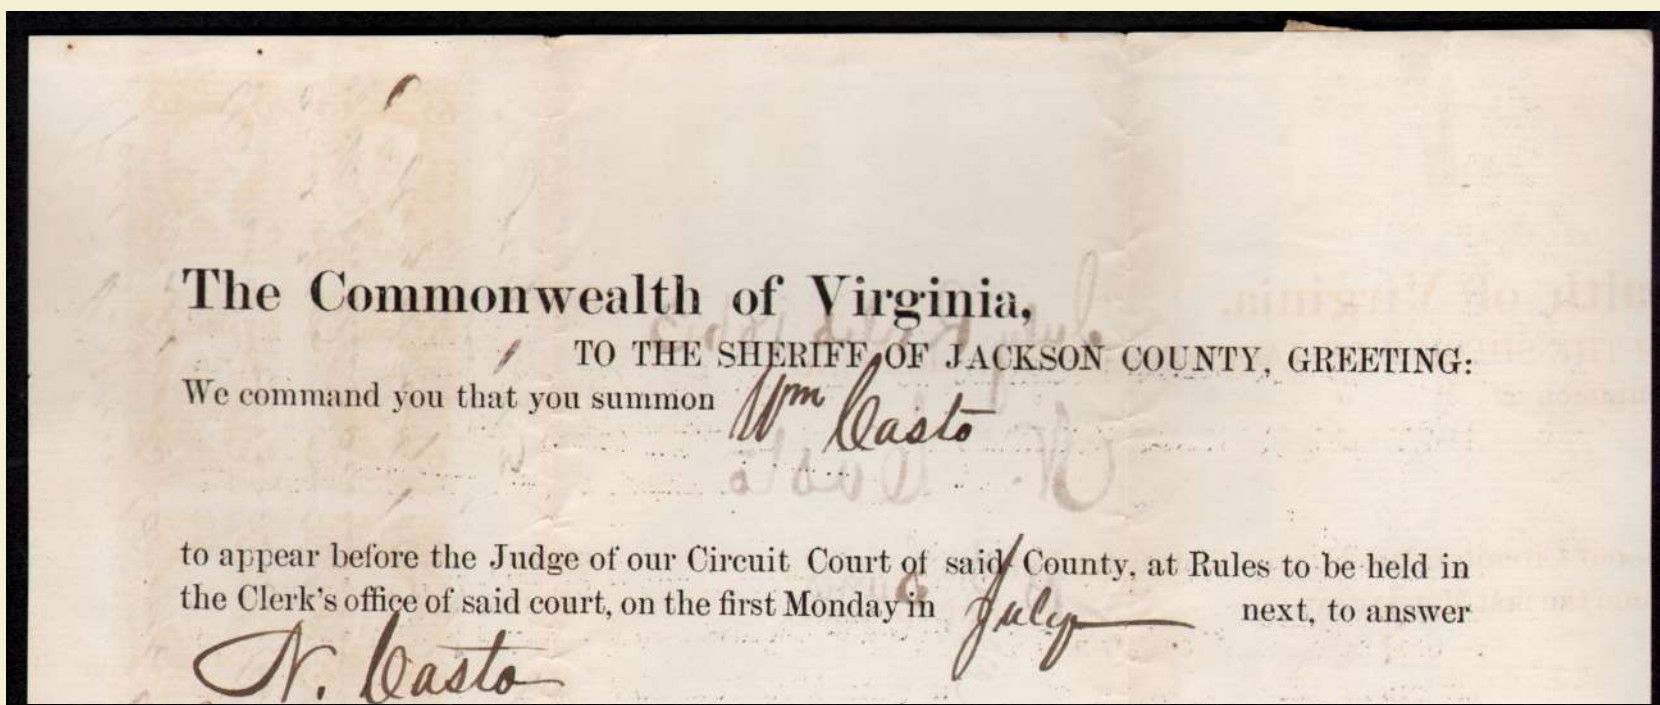 The Commonwealth of Virginia,
TO THE SHERIFF OF JACKSON COUNTY, GREETING:
We command you that you summon Wm Casto
to appear before the Judge of our Circuit Court of said County, at Rules to be held in
the Clerk's office of said court, on the first Monday in July next, to answer
N. Casto